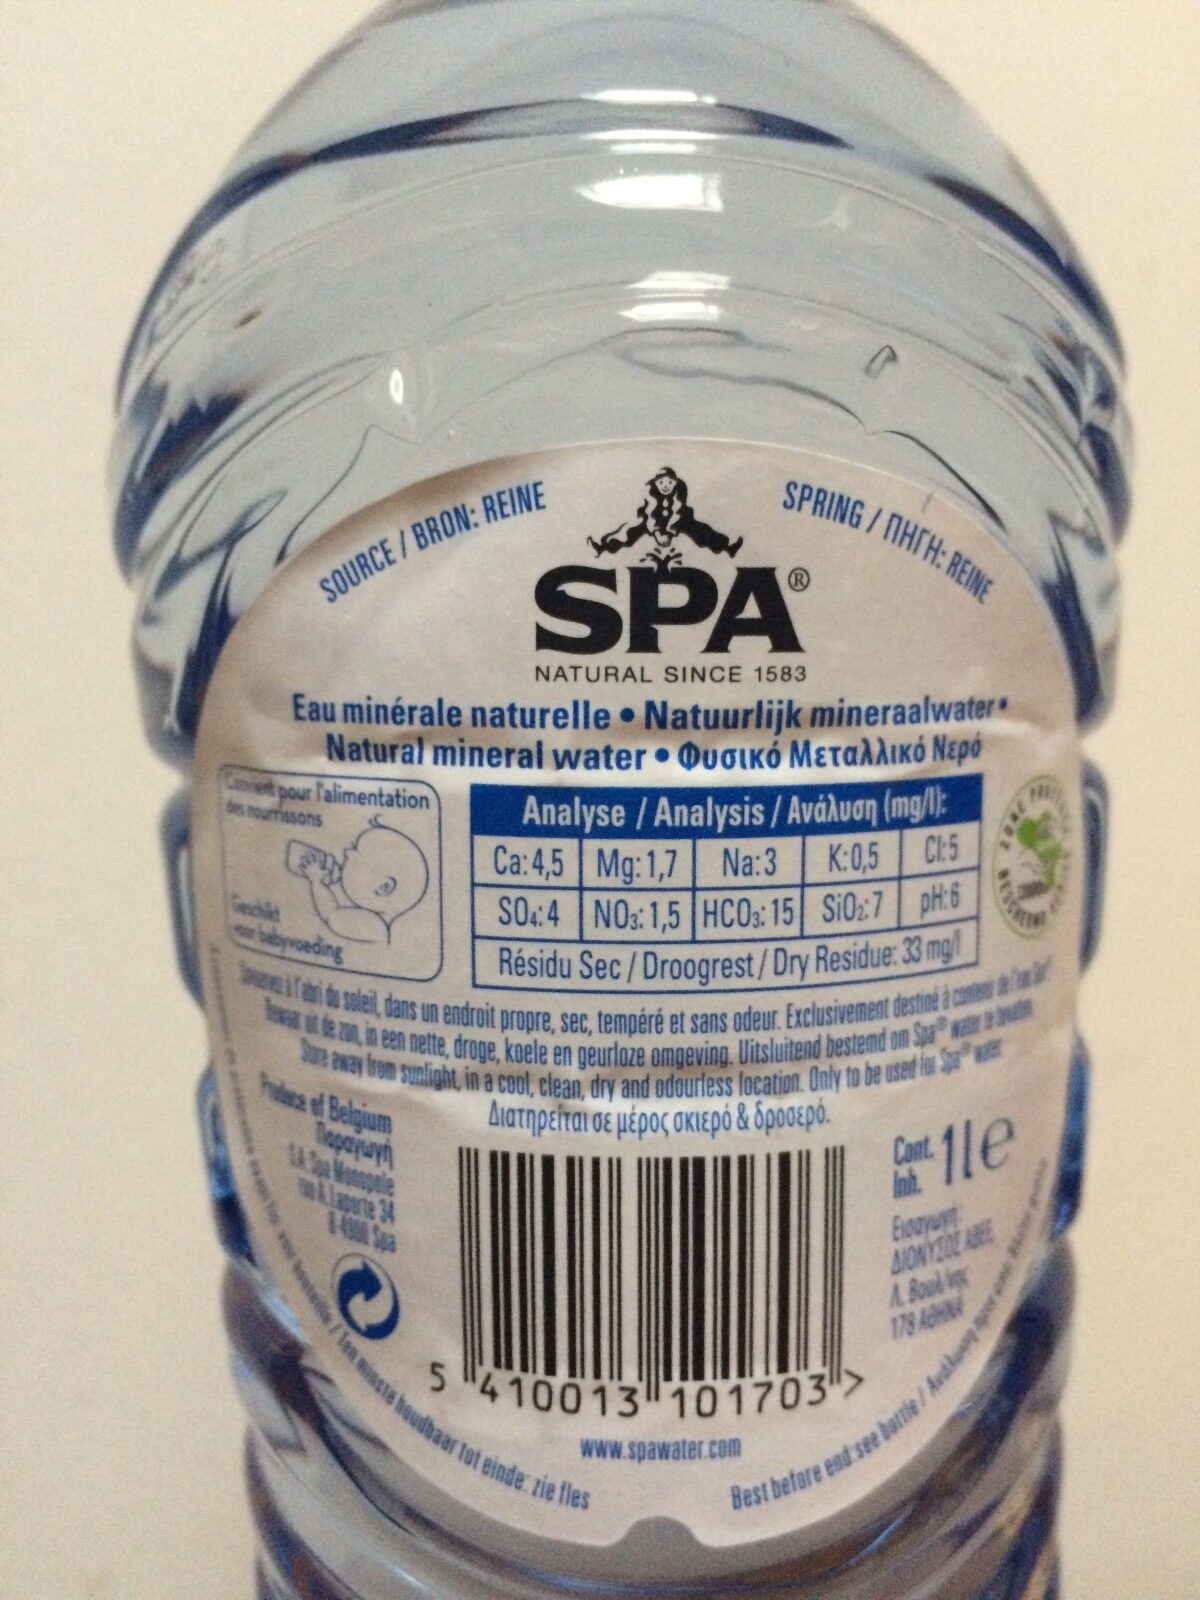 SOURCE / BRON: REINE
SPRING / ΠΗΓΗ: REINE
SPA®
NATURAL SINCE 1583
Eau minérale naturelle • Natuurlijk mineraalwater •
Natural mineral water • Φυσικό Μεταλλικό Νερό
Convient pour l'alimentation
des nourrissons
Geschikt
voor babyvoeding
Analyse / Analysis / Ανάλυση (mg/l):
Ca: 4,5 Mg: 1,7 Na: 3 K: 0,5 Cl: 5
SO₄: 4 NO₃: 1,5 HCO₃: 15 SiO₂: 7 pH: 6
Résidu Sec / Droogrest / Dry Residue: 33 mg/l
ZONE
Conservez à l'abri du soleil, dans un endroit propre, sec, tempéré et sans odeur. Exclusivement destiné à contenir de l'eau Spa®
Bewaar uit de zon, in een nette, droge, koele en geurloze omgeving. Uitsluitend bestemd om Spa® water te bevatten.
Store away from sunlight, in a cool, clean, dry and odourless location. Only to be used for Spa® water.
Διατηρείται σε μέρος σκιερό & δροσερό.
Produce of Belgium
Παραγωγή
S.A. Spa Monopole
rue A. Laporte 34
B-4900 Spa
Cont.
Inh. 1l e
Εισαγωγή:
ΔΙΟΝΥΣΟΣ ΑΒΕΕ,
Λ. Βουλ/νης
178 ΑΘΗΝΑ
5 410013 101703 >
www.spawater.com
/ Ten minste houdbaar tot einde: zie fles
Best before end: see bottle /